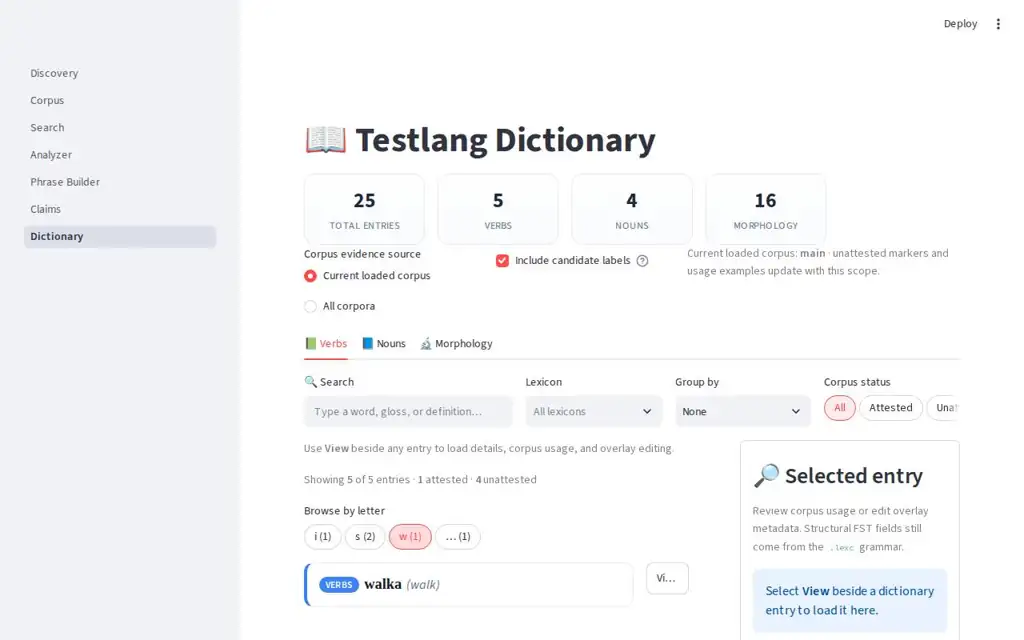 Deploy
Discovery
Corpus
Search
Analyzer
Phrase Builder
Claims
Dictionary
Testlang Dictionary
25
TOTAL ENTRIES
5
VERBS
4
NOUNS
16
MORPHOLOGY
Corpus evidence source
Current loaded corpus
All corpora
Include candidate labels
Current loaded corpus: main · unattested markers and
usage examples update with this scope.
Verbs
Nouns
Morphology
Search
Type a word, gloss, or definition...
Lexicon
All lexicons
Group by
None
Corpus status
All
Attested
Una
Use View beside any entry to load details, corpus usage, and overlay editing.
Showing 5 of 5 entries · 1 attested · 4 unattested
Browse by letter
i (1)
s (2)
w (1)
... (1)
VERBS walka (walk)
Vi...
Selected entry
Review corpus usage or edit overlay
metadata. Structural FST fields still
come from the .lexc grammar.
Select View beside a dictionary
entry to load it here.